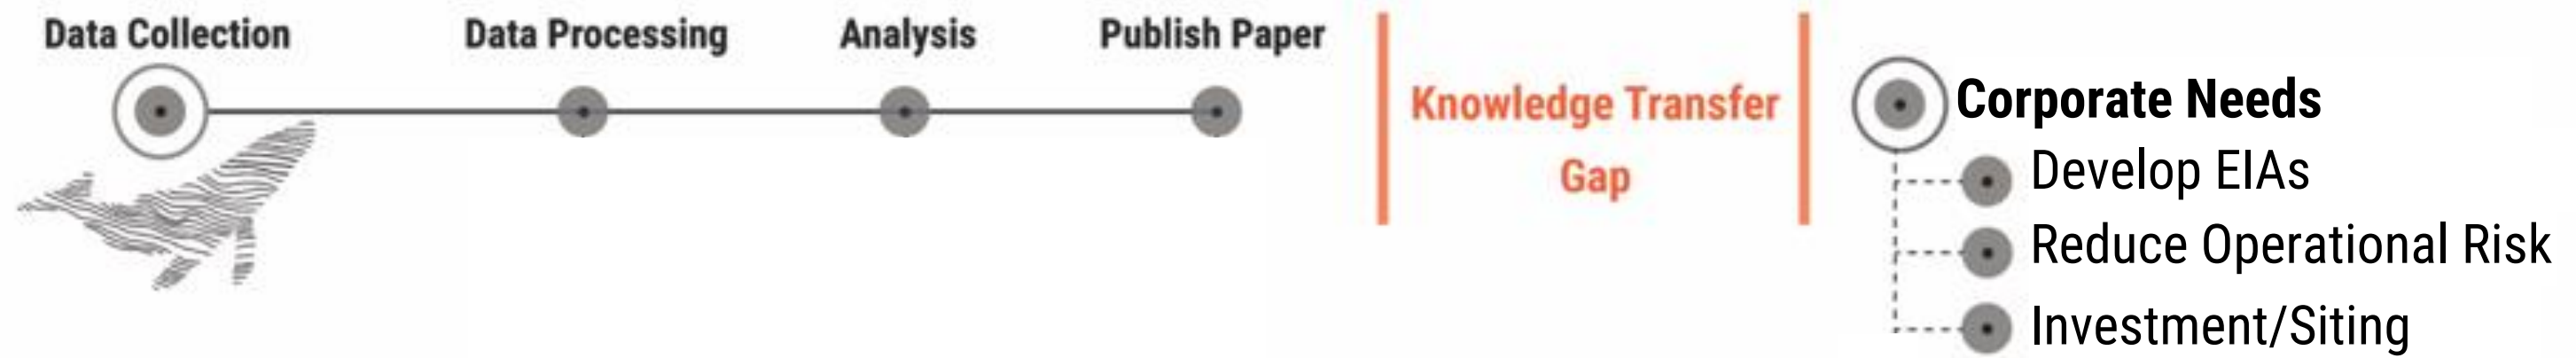 Data Collection
Data Processing
Analysis
Publish Paper
Knowledge Transfer
Gap
Corporate Needs
Develop EIAs
Reduce Operational Risk
Investment/Siting